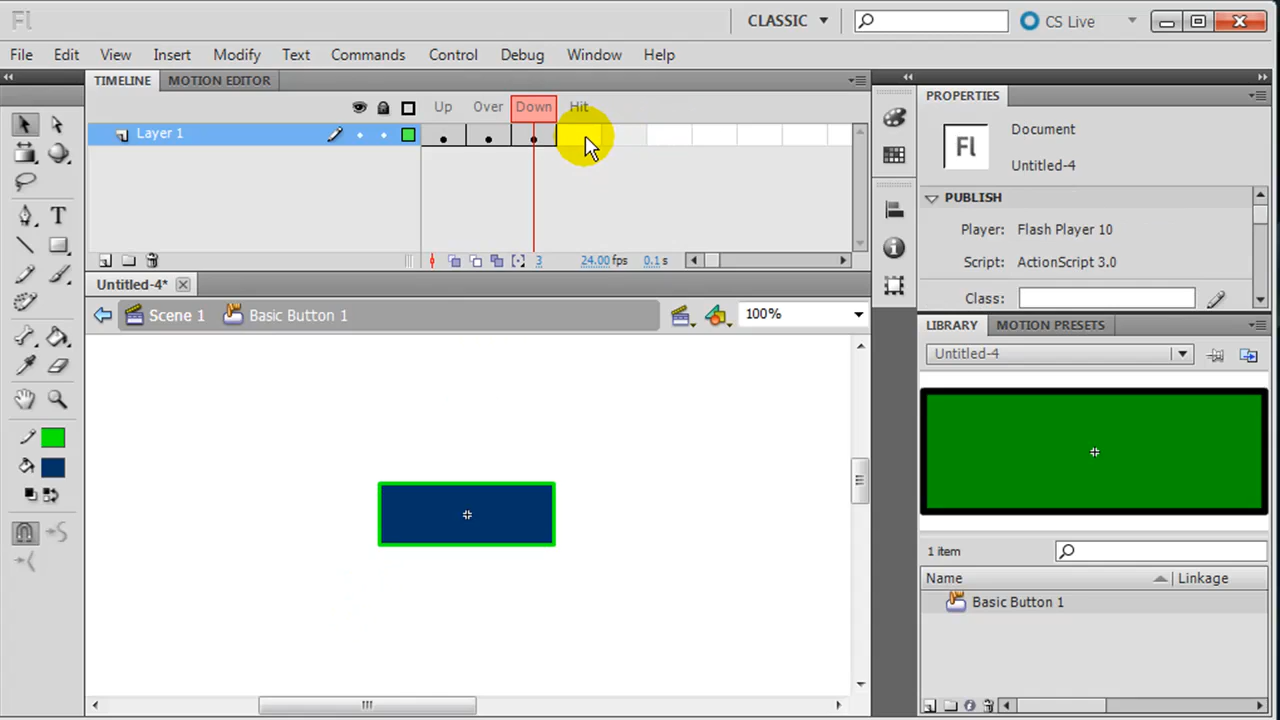 Fl
CLASSIC
CS Live
File Edit View Insert Modify Text Commands Control Debug Window Help
TIMELINE MOTION EDITOR
Up Over Down Hit
Layer 1
3 24.00 fps 0.1 s
Untitled-4*
Scene 1 Basic Button 1 100%
PROPERTIES
Fl
Document
Untitled-4
PUBLISH
Player: Flash Player 10
Script: ActionScript 3.0
Class:
LIBRARY MOTION PRESETS
Untitled-4
1 item
Name Linkage
Basic Button 1
T